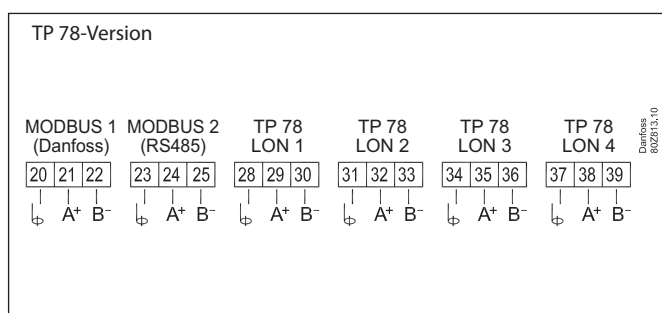 TP 78-Version
MODBUS 1 MODBUS 2 TP 78 TP 78 TP 78 TP 78
(Danfoss) (RS485) LON 1 LON 2 LON 3 LON 4
20 21 22 23 24 25 28 29 30 31 32 33 34 35 36 37 38 39
A+ B- A+ B- A+ B- A+ B- A+ B- A+ B-
Danfoss
80Z813.10